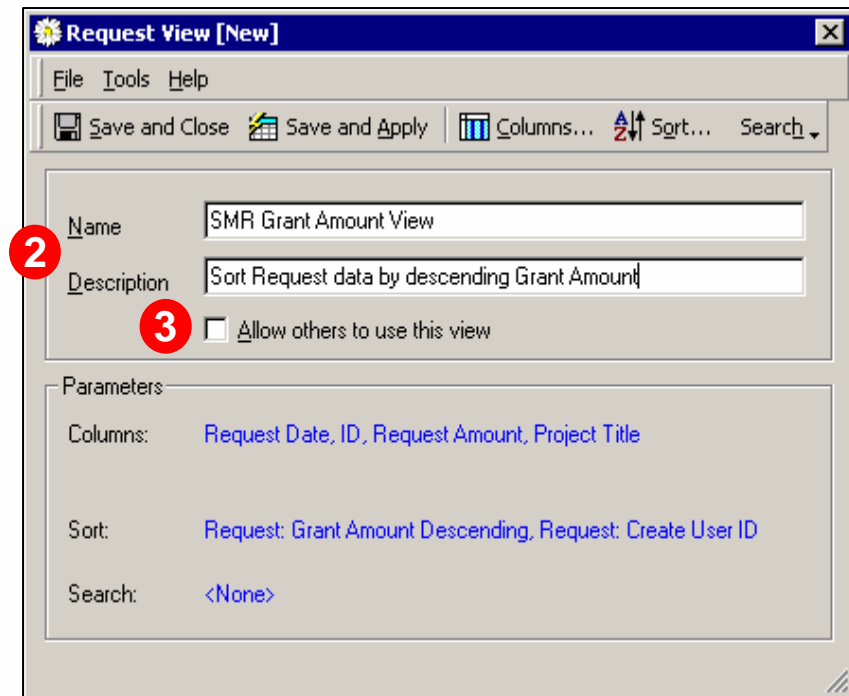 Request View [New]
File Tools Help
Save and Close Save and Apply Columns... Sort... Search
Name SMR Grant Amount View
2
Description Sort Request data by descending Grant Amount
3 Allow others to use this view
Parameters
Columns: Request Date, ID, Request Amount, Project Title
Sort: Request: Grant Amount Descending, Request: Create User ID
Search: <None>